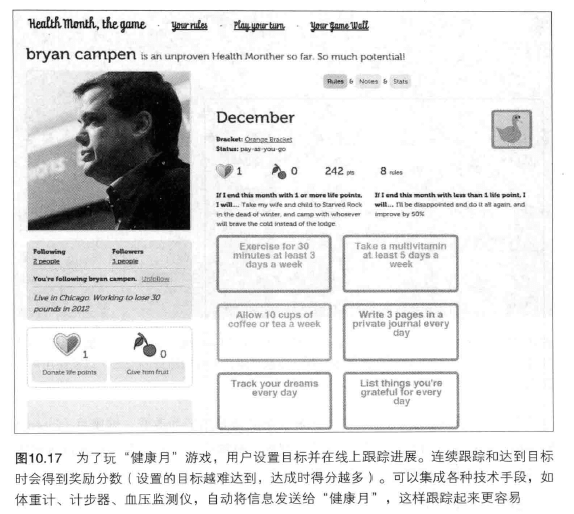 Health Month, the game · Your rules · Play your turn · Your Game Wall
bryan campen is an unproven Health Monther so far. So much potential!
Rules & Notes & Stats
December
Bracket: Orange Bracket
Status: pay-as-you-go
1 0 242 pts 8 rules
If I end this month with 1 or more life points,
I will... Take my wife and child to Starved Rock
in the dead of winter, and camp with whoever
will brave the cold instead of the lodge
If I end this month with less than 1 life point, I
will... I'll be disappointed and do it all again, and
improve by 50%
Following Followers
2 people 3 people
You're following bryan campen. Unfollow
Live in Chicago. Working to lose 30
pounds in 2012
1 0
Donate life points Give him fruit
Exercise for 30
minutes at least 3
days a week
Take a multivitamin
at least 5 days a
week
Allow 10 cups of
coffee or tea a week
Write 3 pages in a
private journal every
day
Track your dreams
every day
List things you're
grateful for every
day
图10.17 为了玩“健康月”游戏，用户设置目标并在线上跟踪进展。连续跟踪和达到目标
时会得到奖励分数（设置的目标越难达到，达成时得分越多）。可以集成各种技术手段，如
体重计、计步器、血压监测仪，自动将信息发送给“健康月”，这样跟踪起来更容易